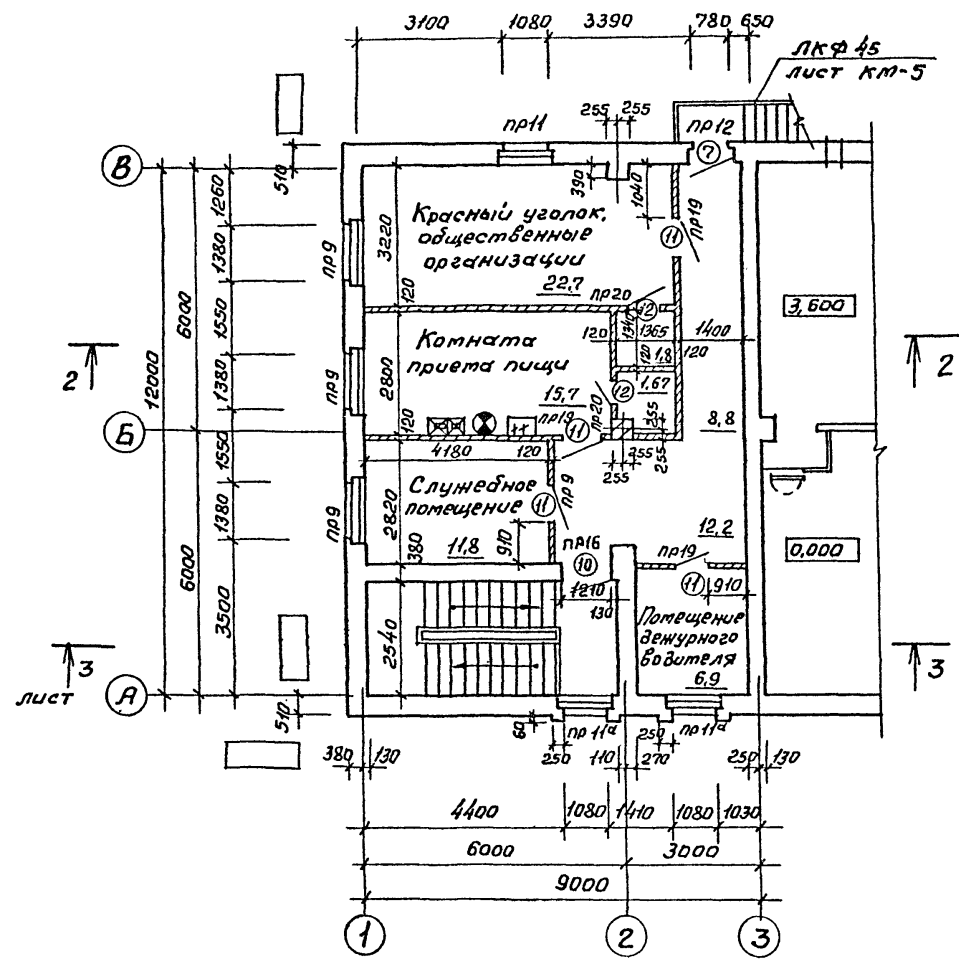 3100 1080 3390 780 650
ЛКФ 45
лист КМ-5
255 255
пр11
пр12
7
В
510
390
1040
пр19
11
Красный уголок,
общественные
организации
22,7
пр20
12
3220
120
1260
1380
1550
1380
1550
1380
3500
6000
6000
12000
пр9
пр9
пр9
3,600
120 1340 1365 1400
120 1,8 120
Комната
приема пищи
15,7
12 1,67
2800
120
пр19
11
пр20
255
255
255 255
8,8
2
2
Б
4180 120
Служебное
помещение
11
пр9
2820
380
11,8
910
пр16
10
1210
130
12,2
пр19
11
910
0,000
Помещение
дежурного
водителя
6,9
2540
3
3
лист
А
510
60
пр11а
пр11а
250 110 250 270 250 130
380 130
4400 1080 1410 1080 1030
6000 3000
9000
1 2 3